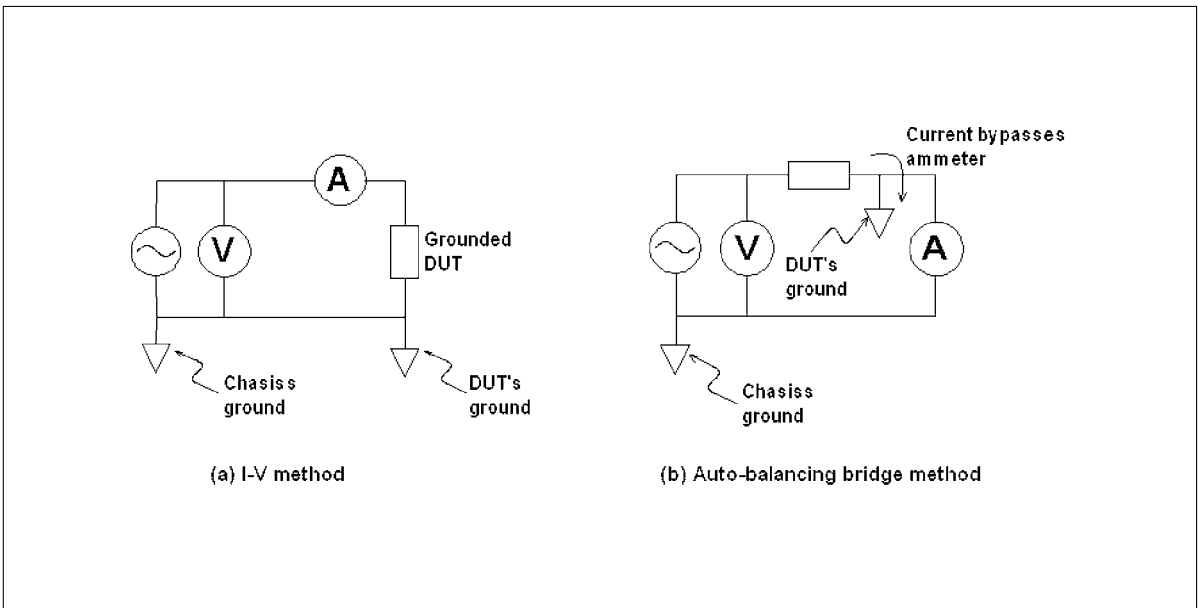 A
V
Grounded
DUT
Chasiss
ground
DUT's
ground
(a) I-V method
Current bypasses
ammeter
V
A
DUT's
ground
Chasiss
ground
(b) Auto-balancing bridge method